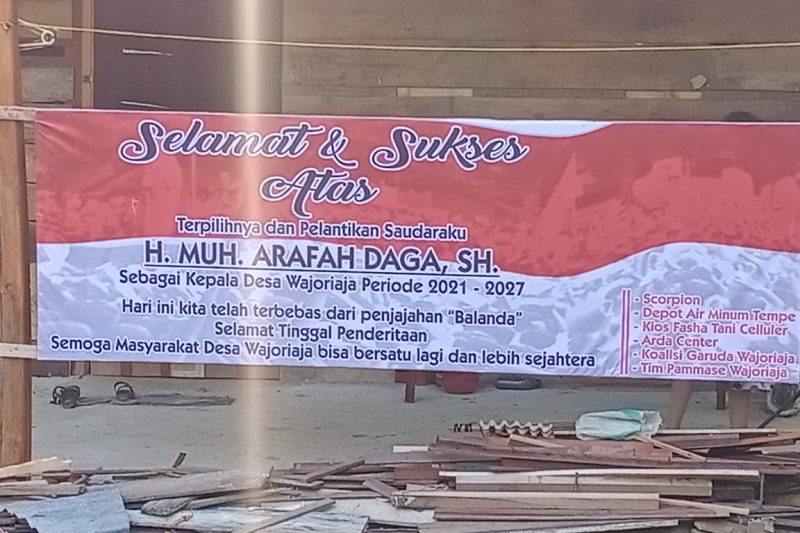 Selamat & Sukses
Atas
Terpilihnya dan Pelantikan Saudaraku
H. MUH. ARAFAH DAGA, SH.
Sebagai Kepala Desa Wajoriaja Periode 2021 - 2027
Hari ini kita telah terbebas dari penjajahan "Balanda"
Selamat Tinggal Penderitaan
Semoga Masyarakat Desa Wajoriaja bisa bersatu lagi dan lebih sejahtera
- Scorpion
- Depot Air Minum Tempe
- Kios Fasha Tani Celluler
- Arda Center
- Koalisi Garuda Wajoriaja
- Tim Pammase Wajoriaja